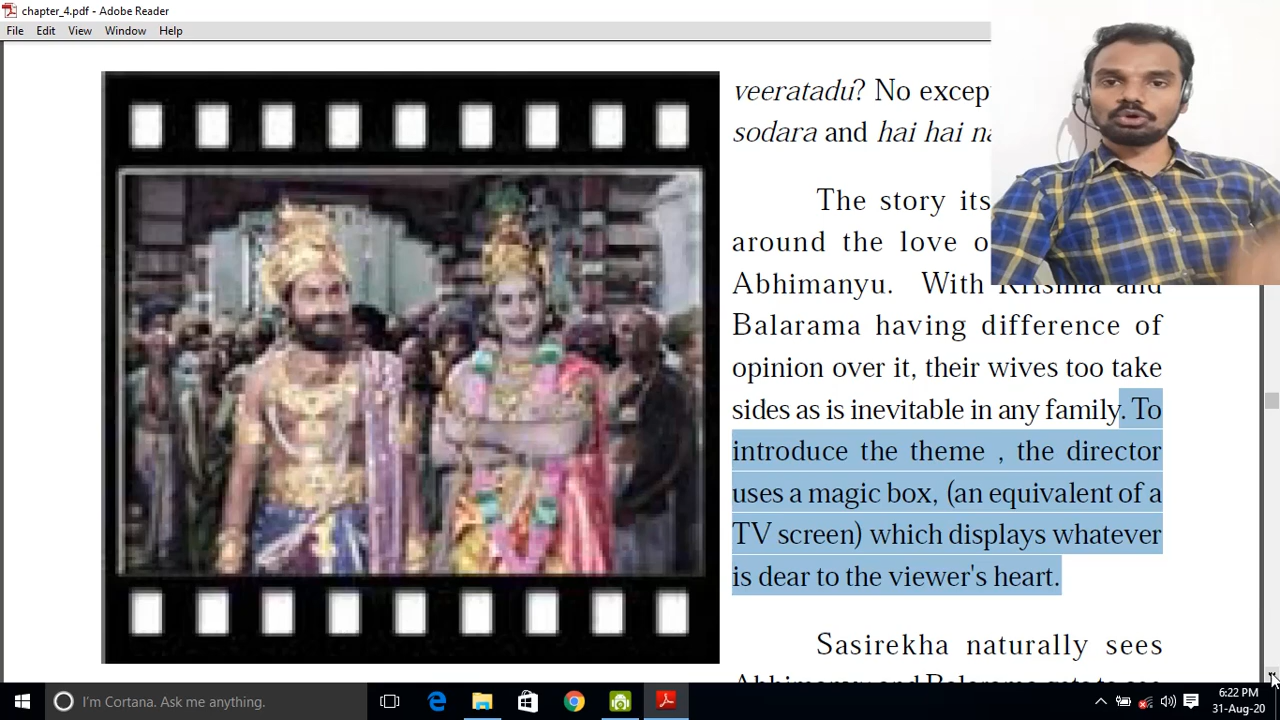 chapter_4.pdf - Adobe Reader
File Edit View Window Help
veeratadu? No excep
sodara and hai hai na
The story its
around the love o
Abhimanyu. With Krishna and
Balarama having difference of
opinion over it, their wives too take
sides as is inevitable in any family. To
introduce the theme , the director
uses a magic box, (an equivalent of a
TV screen) which displays whatever
is dear to the viewer's heart.
Sasirekha naturally sees
I'm Cortana. Ask me anything.
6:22 PM
31-Aug-20